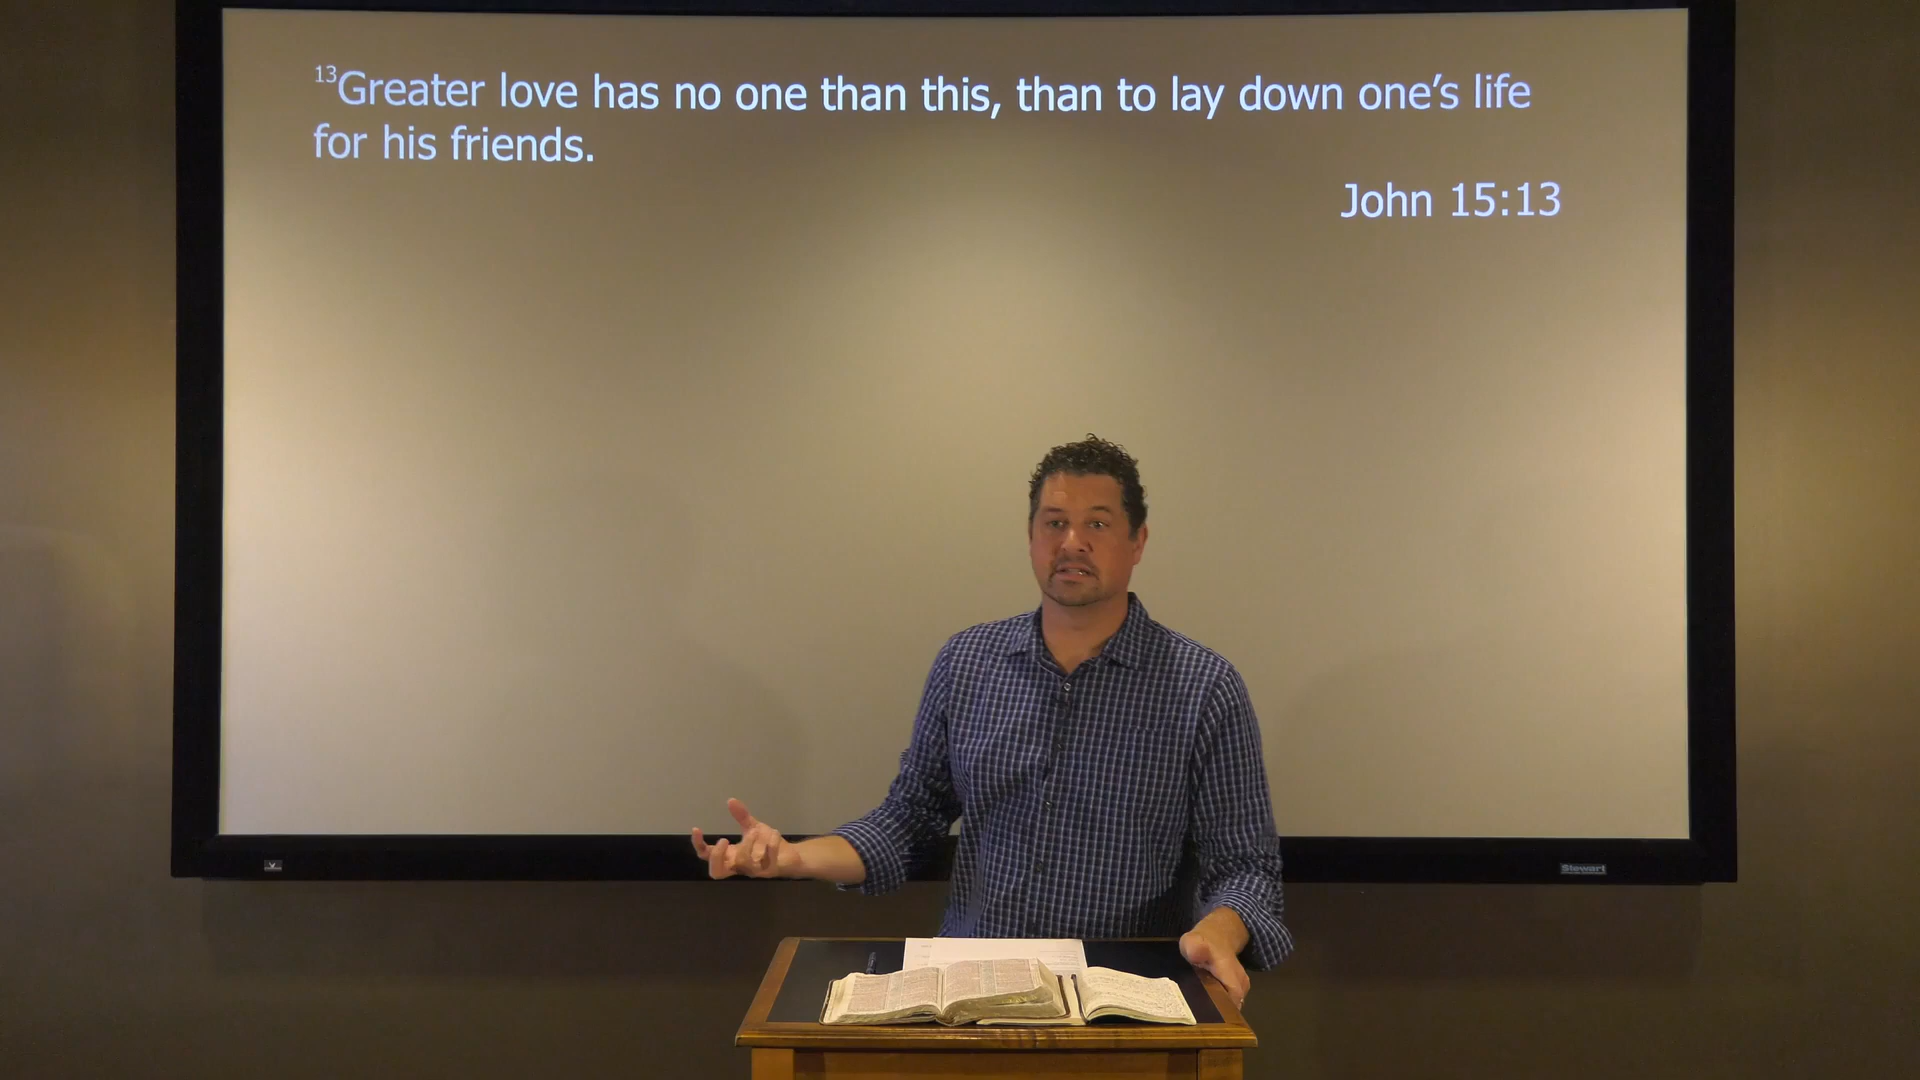 13Greater love has no one than this, than to lay down one’s life
for his friends.
John 15:13
Stewart